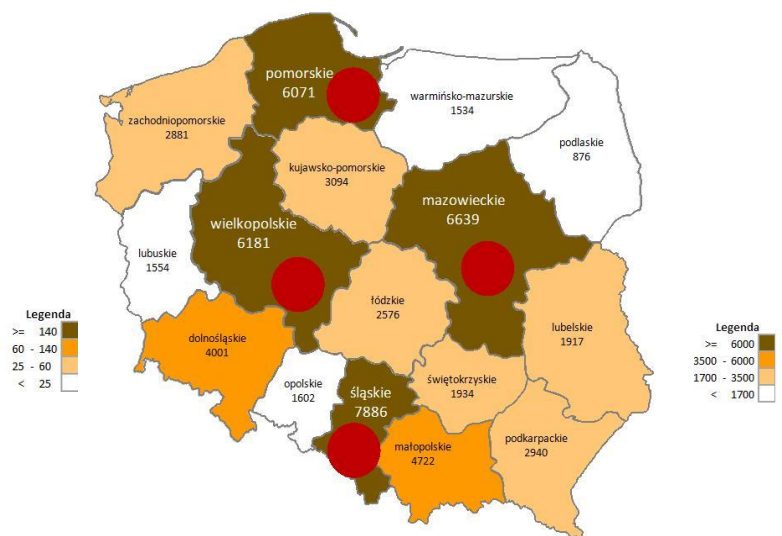 pomorskie
6071
warmińsko-mazurskie
1534
zachodniopomorskie
2881
podlaskie
876
kujawsko-pomorskie
3094
mazowieckie
6639
wielkopolskie
6181
lubuskie
1554
łódzkie
2576
Legenda
>= 140
60 - 140
25 - 60
< 25
dolnośląskie
4001
lubelskie
1917
Legenda
>= 6000
3500 - 6000
1700 - 3500
< 1700
opolskie
1602
śląskie
7886
świętokrzyskie
1934
małopolskie
4722
podkarpackie
2940